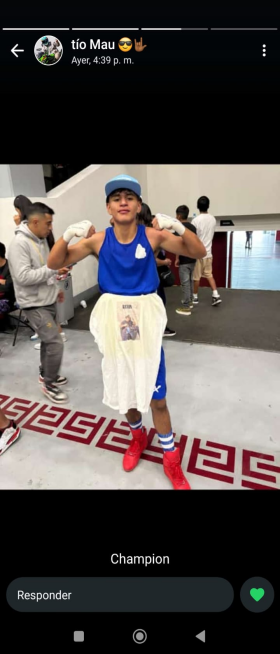 tío Mau 😎🤘🏾
Ayer, 4:39 p. m.
Champion
Responder